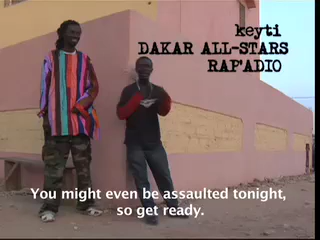 keyti
DAKAR ALL-STARS
RAP'ADIO
You might even be assaulted tonight,
so get ready.